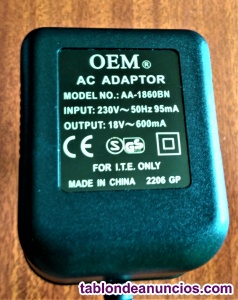 OEM®
AC ADAPTOR
MODEL NO.: AA-1860BN
INPUT: 230V~50Hz 95mA
OUTPUT: 18V~600mA
CE S GS
FOR I.T.E. ONLY
MADE IN CHINA 2206 GP
tablondeanuncios.com